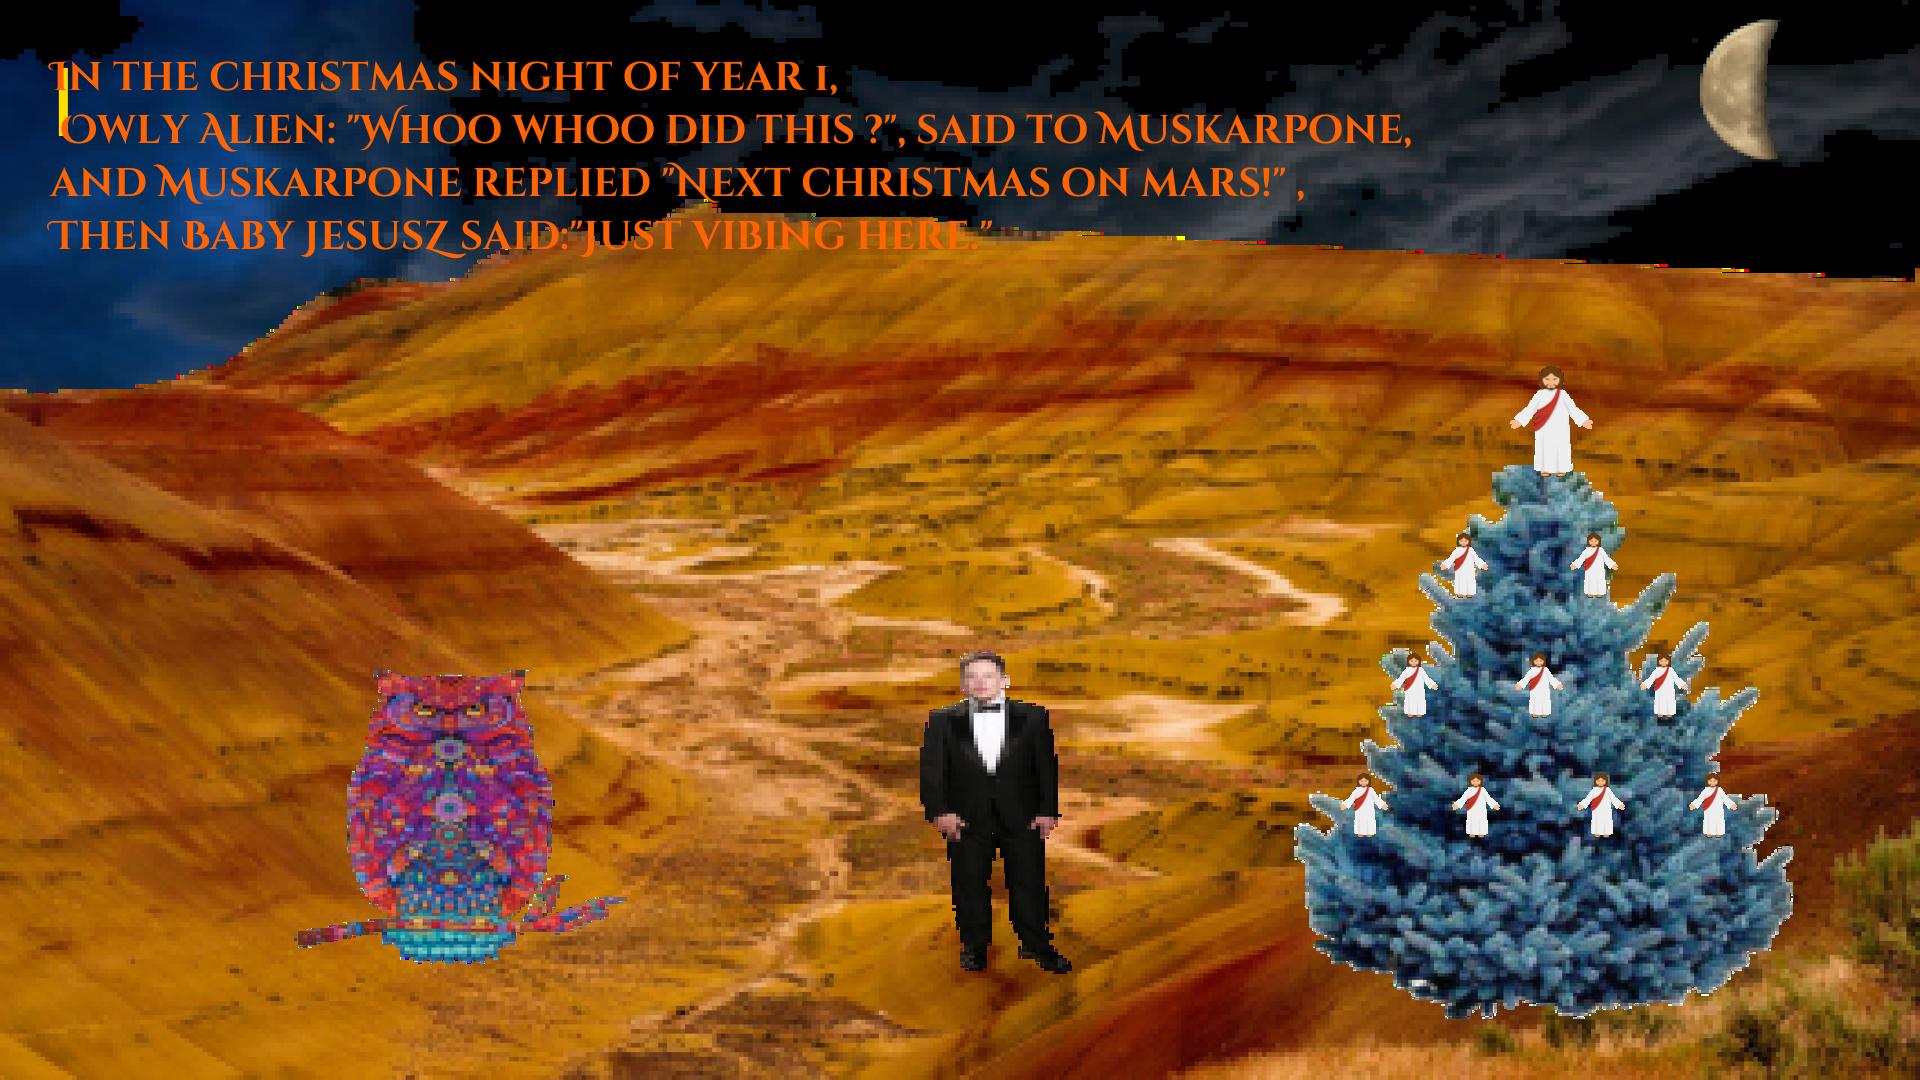 In the Christmas night of year 1,
Owly Alien: "Whoo whoo did this ?", said to Muskarpone,
and Muskarpone replied "Next Christmas on Mars!" ,
Then Baby JesusZ said:"Just vibing here."